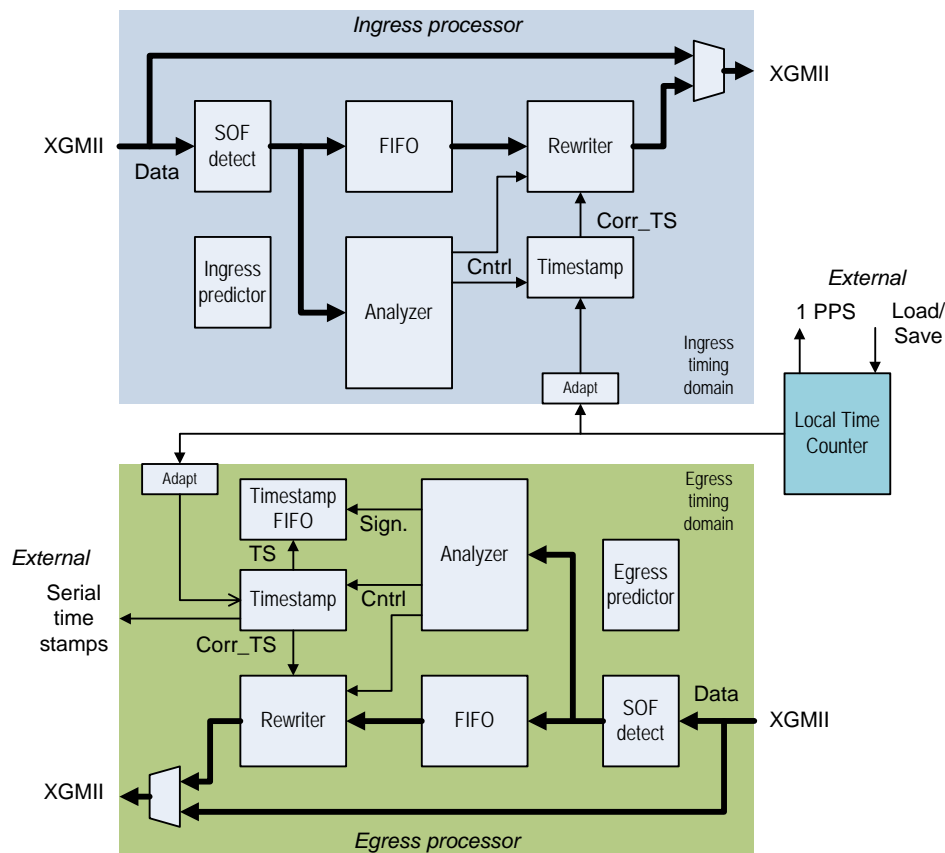 Ingress processor
XGMII
XGMII
Data
SOF
detect
FIFO
Rewriter
Corr_TS
Ingress
predictor
Analyzer
Cntrl
Timestamp
Ingress
timing
domain
Adapt
External
1 PPS
Load/
Save
Local Time
Counter
Adapt
Timestamp
FIFO
Sign.
TS
Analyzer
Egress
timing
domain
Egress
predictor
External
Serial
time
stamps
Timestamp
Cntrl
Corr_TS
Rewriter
FIFO
SOF
detect
Data
XGMII
XGMII
Egress processor